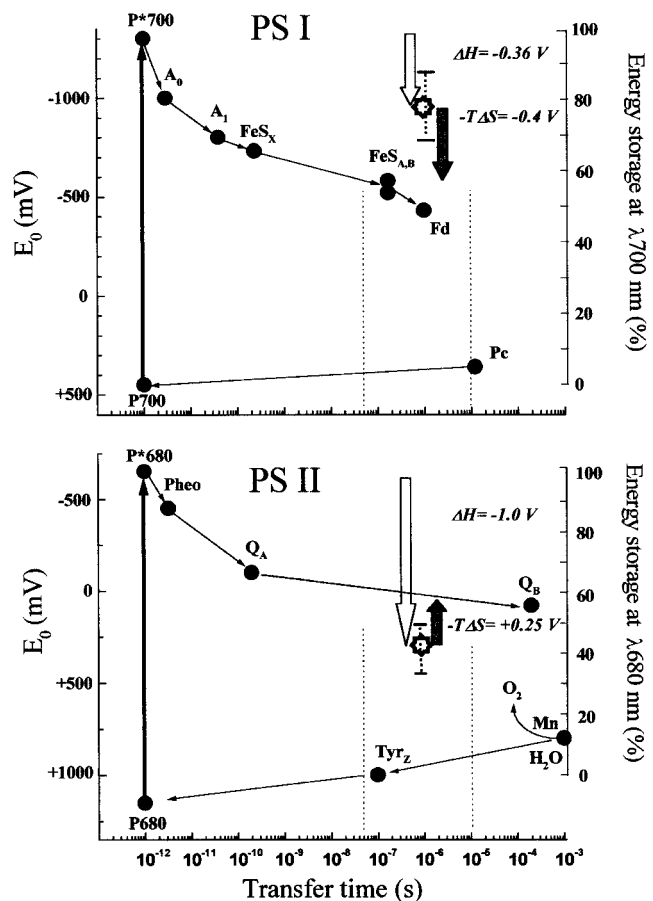 PS I
P*700
A0
A1
FeSX
FeSA,B
Fd
Pc
P700
ΔH= -0.36 V
-TΔS= -0.4 V
E0 (mV)
-1000
-500
0
+500
100
80
60
40
20
0
Energy storage at λ700 nm (%)
PS II
P*680
Pheo
QA
QB
ΔH= -1.0 V
-TΔS= +0.25 V
O2
Mn
H2O
TyrZ
P680
E0 (mV)
-500
0
+500
+1000
100
80
60
40
20
0
Energy storage at λ680 nm (%)
10-12 10-11 10-10 10-9 10-8 10-7 10-6 10-5 10-4 10-3
Transfer time (s)